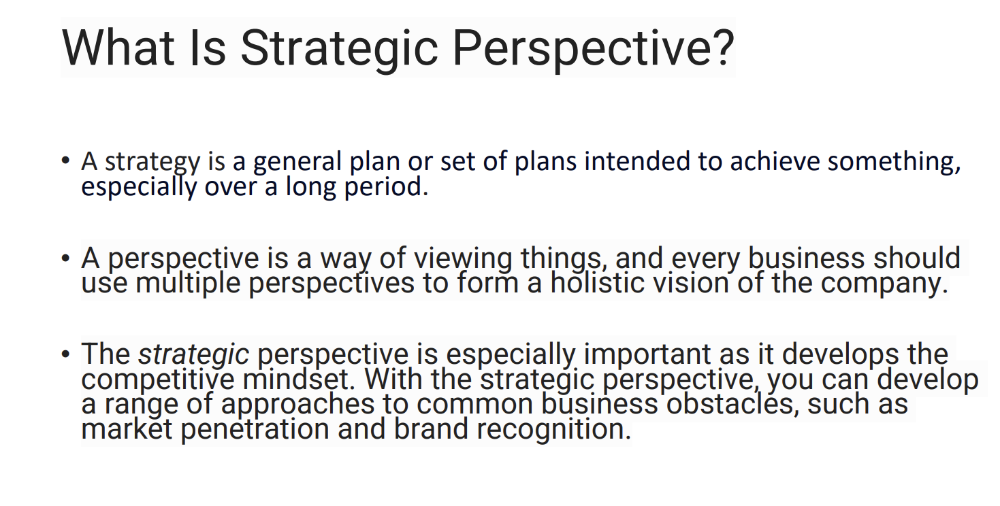 What Is Strategic Perspective?
• A strategy is a general plan or set of plans intended to achieve something,
especially over a long period.
• A perspective is a way of viewing things, and every business should
use multiple perspectives to form a holistic vision of the company.
• The strategic perspective is especially important as it develops the
competitive mindset. With the strategic perspective, you can develop
a range of approaches to common business obstacles, such as
market penetration and brand recognition.